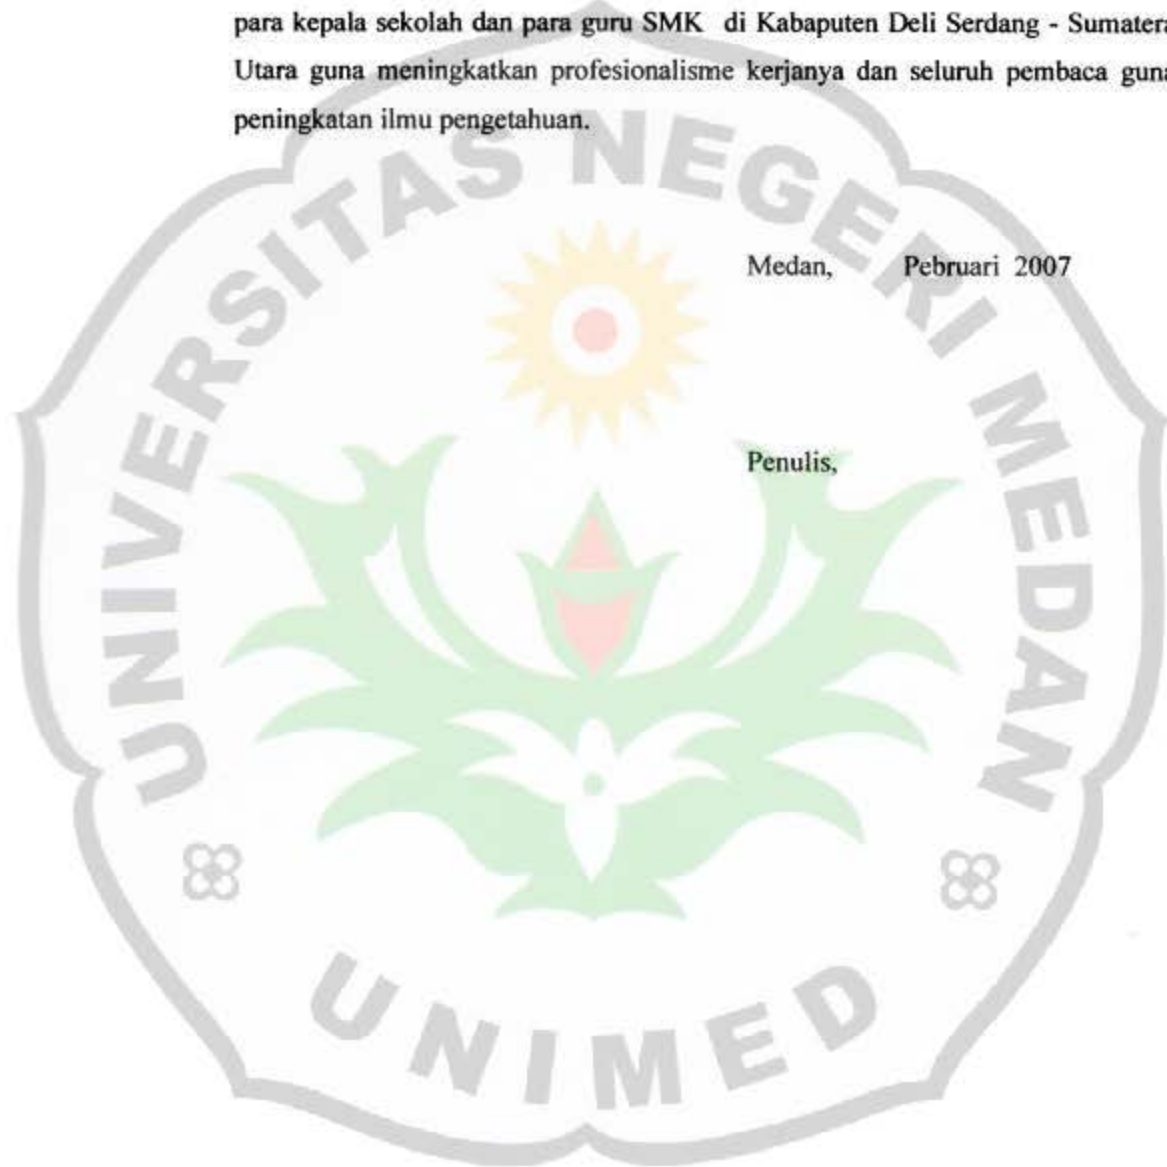 para kepala sekolah dan para guru SMK di Kabaputen Deli Serdang - Sumatera
Utara guna meningkatkan profesionalisme kerjanya dan seluruh pembaca guna
peningkatan ilmu pengetahuan.
Medan, Pebruari 2007
Penulis,
UNIVERSITAS NEGERI MEDAN
UNIMED